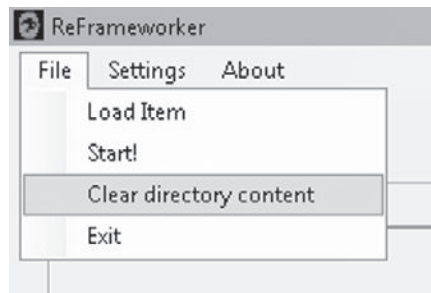 ReFrameworker
File Settings About
Load Item
Start!
Clear directory content
Exit